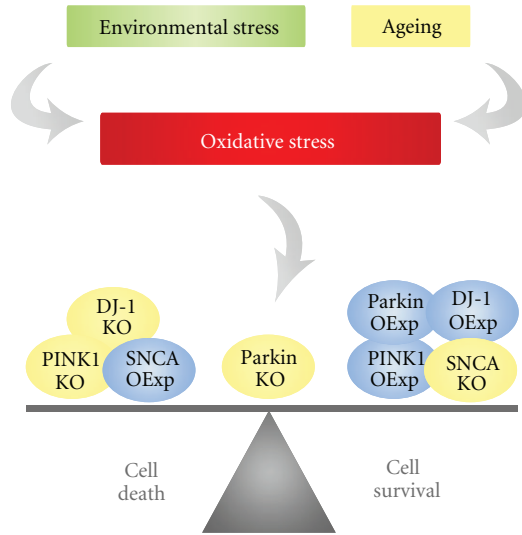 Environmental stress
Ageing
Oxidative stress
DJ-1
KO
PINK1
KO
SNCA
OExp
Parkin
KO
Parkin
OExp
DJ-1
OExp
PINK1
OExp
SNCA
KO
Cell
death
Cell
survival